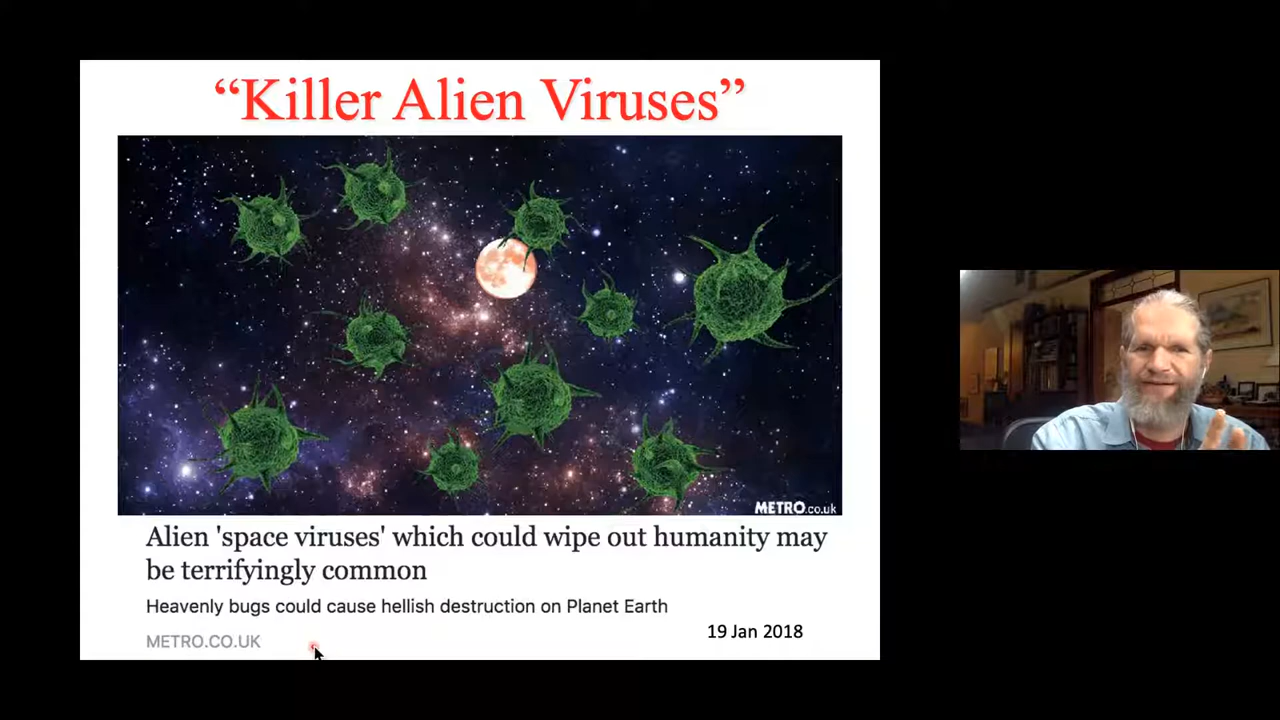 “Killer Alien Viruses”
METRO.co.uk
Alien 'space viruses' which could wipe out humanity may
be terrifyingly common
Heavenly bugs could cause hellish destruction on Planet Earth
19 Jan 2018
METRO.CO.UK